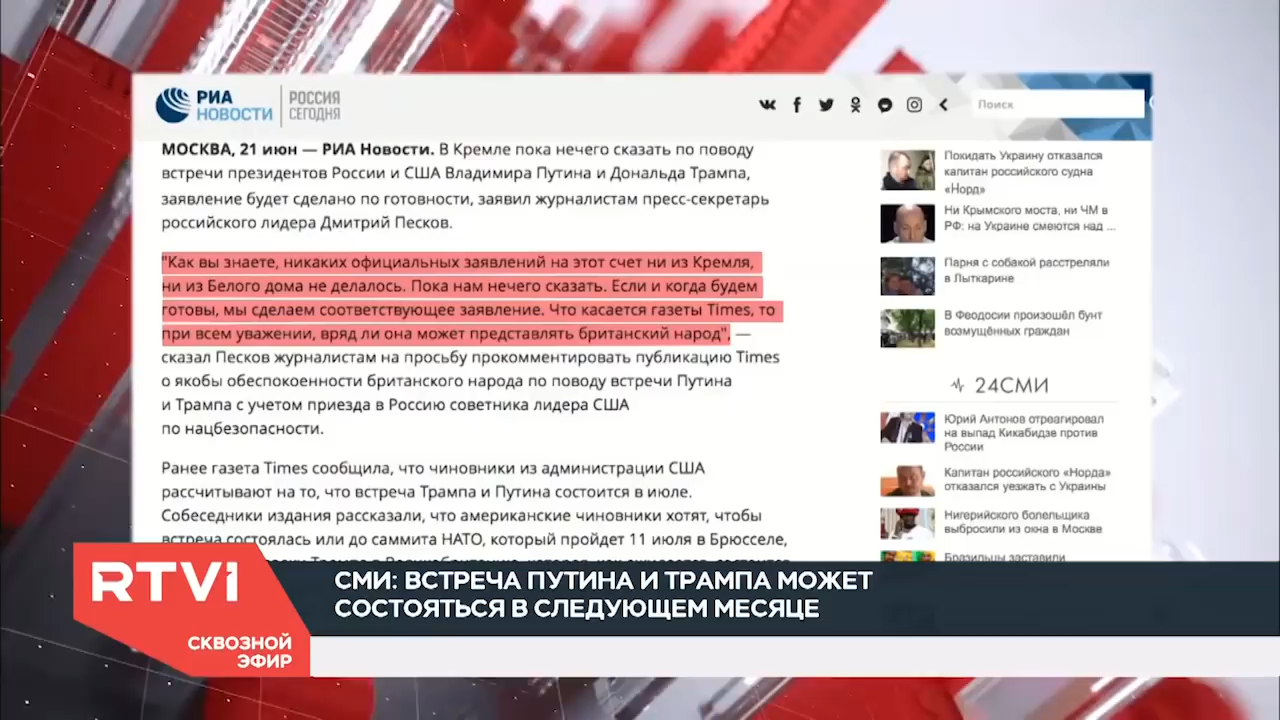 РИА
НОВОСТИ
РОССИЯ
СЕГОДНЯ
Поиск
МОСКВА, 21 июн — РИА Новости. В Кремле пока нечего сказать по поводу
встречи президентов России и США Владимира Путина и Дональда Трампа,
заявление будет сделано по готовности, заявил журналистам пресс-секретарь
российского лидера Дмитрий Песков.
"Как вы знаете, никаких официальных заявлений на этот счет ни из Кремля,
ни из Белого дома не делалось. Пока нам нечего сказать. Если и когда будем
готовы, мы сделаем соответствующее заявление. Что касается газеты Times, то
при всем уважении, вряд ли она может представлять британский народ", —
сказал Песков журналистам на просьбу прокомментировать публикацию Times
о якобы обеспокоенности британского народа по поводу встречи Путина
и Трампа с учетом приезда в Россию советника лидера США
по нацбезопасности.
Ранее газета Times сообщила, что чиновники из администрации США
рассчитывают на то, что встреча Трампа и Путина состоится в июле.
Собеседники издания рассказали, что американские чиновники хотят, чтобы
встреча состоялась или до саммита НАТО, который пройдет 11 июля в Брюсселе,
Покидать Украину отказался
капитан российского судна
«Норд»
Ни Крымского моста, ни ЧМ в
РФ: на Украине смеются над ...
Парня с собакой расстреляли
в Лыткарине
В Феодосии произошёл бунт
возмущённых граждан
24СМИ
Юрий Антонов отреагировал
на выпад Кикабидзе против
России
Капитан российского «Норда»
отказался уезжать с Украины
Нигерийского болельщика
выбросили из окна в Москве
Бразильцы заставили
RTVI
СКВОЗНОЙ
ЭФИР
СМИ: ВСТРЕЧА ПУТИНА И ТРАМПА МОЖЕТ
СОСТОЯТЬСЯ В СЛЕДУЮЩЕМ МЕСЯЦЕ